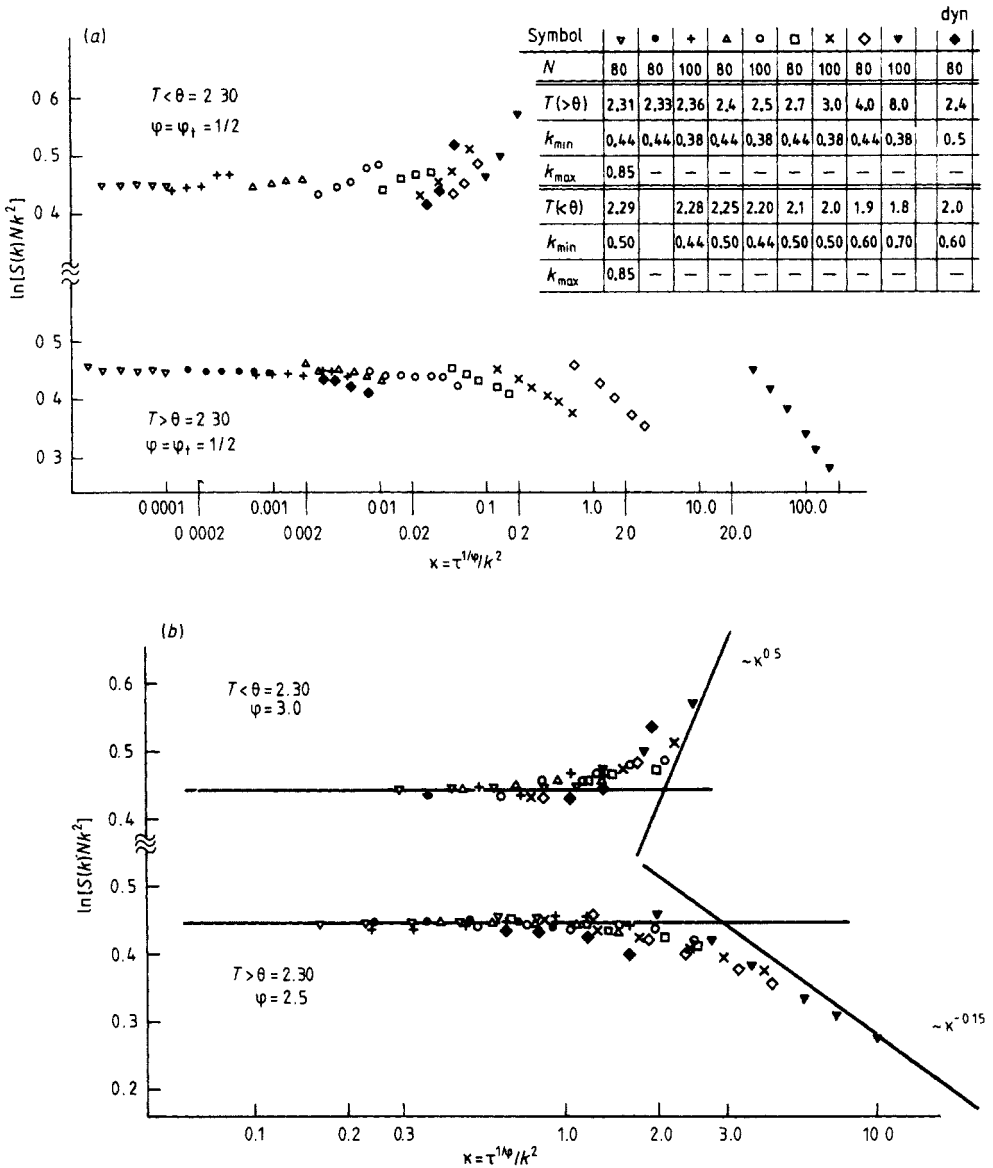 (a)
T < θ = 2 30
φ = φt = 1/2
0 6
0 5
0 4
ln[S(k)Nk²]
0 5
0 4
0 3
T > θ = 2 30
φ = φt = 1/2
0 0001 0.001 0 01 0.1 1.0 10.0 100.0
0 0002 0 002 0.02 0 2 2 0 20.0
κ = τ^1/φ/k²
dyn
Symbol ▿ ● + ▵ ○ □ × ◇ ▼ ◆
N 80 80 100 80 100 80 100 80 100 80
T(>θ) 2.31 2.33 2.36 2.4 2.5 2.7 3.0 4.0 8.0 2.4
kmin 0.44 0.44 0.38 0.44 0.38 0.44 0.38 0.44 0.38 0.5
kmax 0.85 — — — — — — — — —
T(<θ) 2.29 2.28 2.25 2.20 2.1 2.0 1.9 1.8 2.0
kmin 0.50 0.44 0.50 0.44 0.50 0.50 0.60 0.70 0.60
kmax 0.85 — — — — — — — —
(b)
T < θ = 2.30
φ = 3.0
~κ^0 5
0.6
0.5
0.4
ln[S(k)Nk²]
0.5
0.4
0.3
0.2
T > θ = 2.30
φ = 2.5
~κ^-0 15
0.1 0.2 0.3 1.0 2.0 3.0 10 0
κ = τ^1/φ/k²